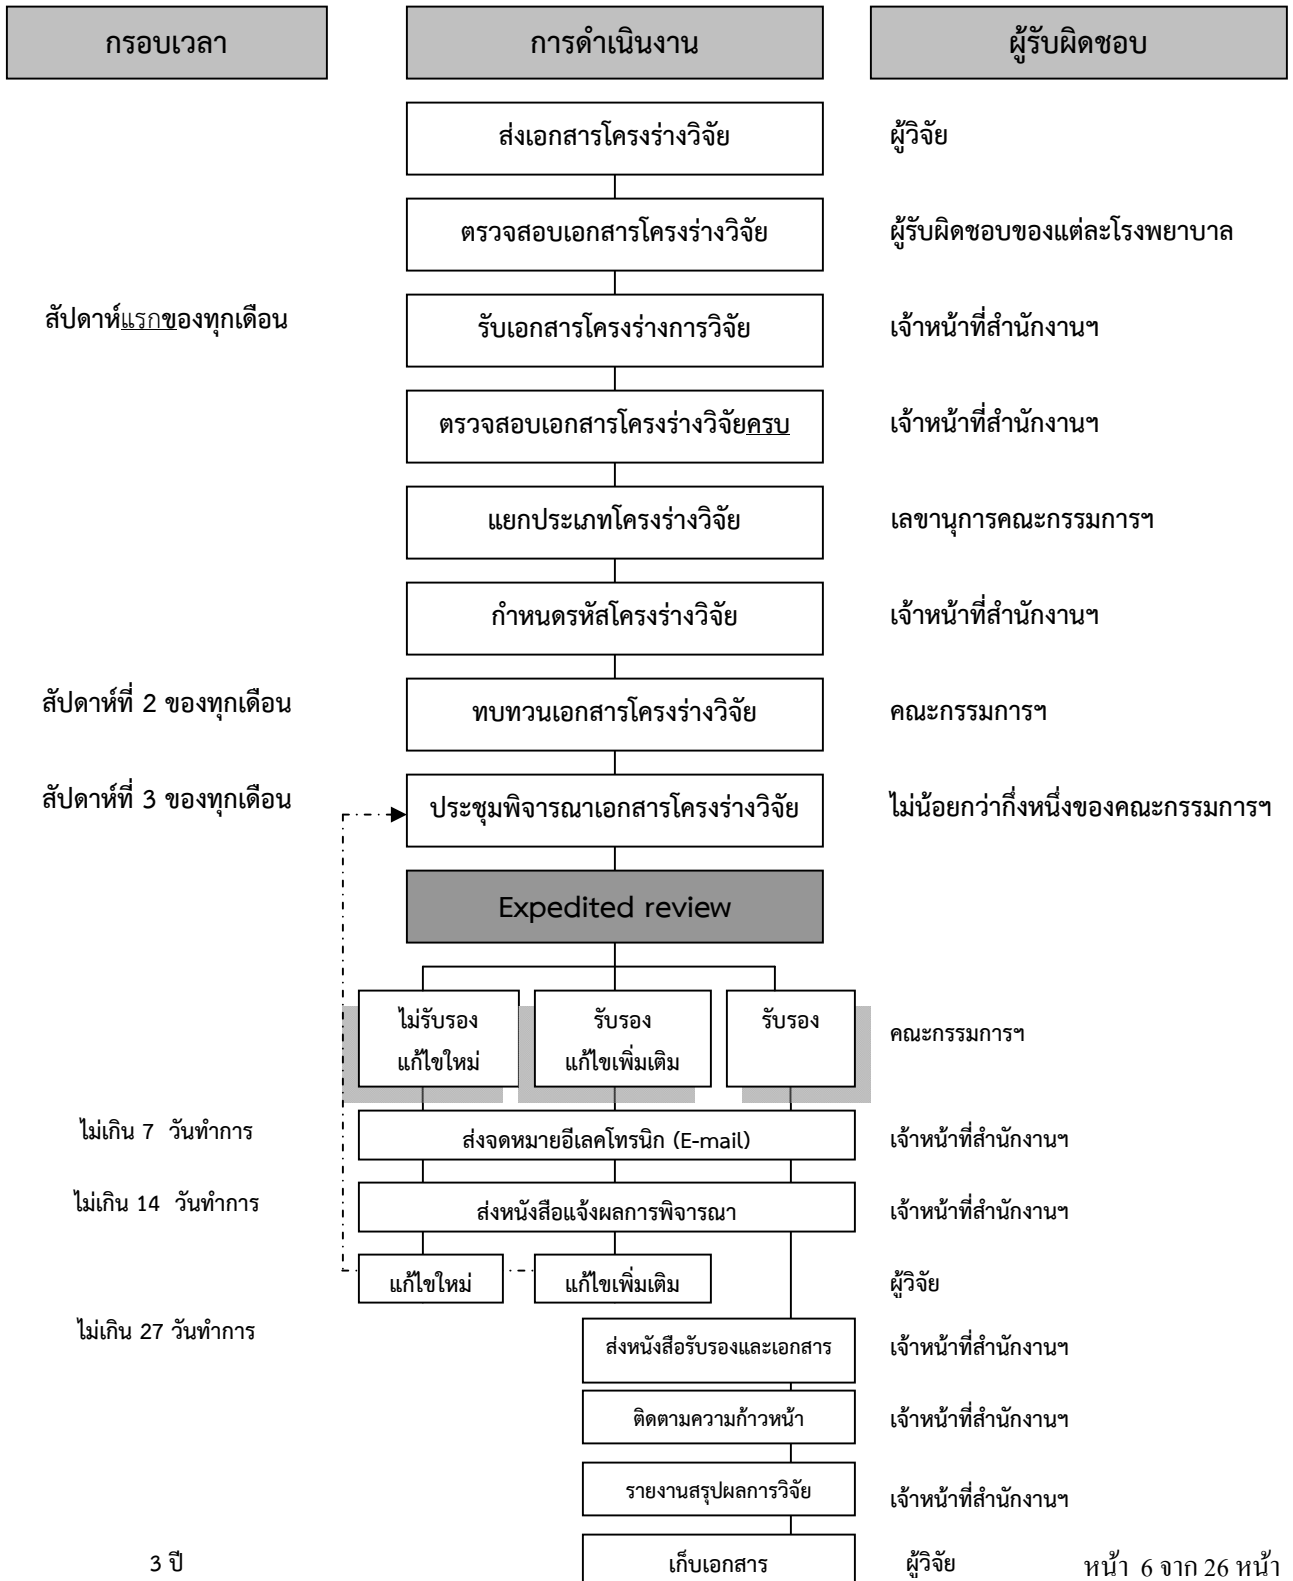 กรอบเวลา การดำเนินงาน ผู้รับผิดชอบ
ส่งเอกสารโครงร่างวิจัย ผู้วิจัย
ตรวจสอบเอกสารโครงร่างวิจัย ผู้รับผิดชอบของแต่ละโรงพยาบาล
สัปดาห์แรกของทุกเดือน รับเอกสารโครงร่างการวิจัย เจ้าหน้าที่สำนักงานฯ
ตรวจสอบเอกสารโครงร่างวิจัยครบ เจ้าหน้าที่สำนักงานฯ
แยกประเภทโครงร่างวิจัย เลขานุการคณะกรรมการฯ
กำหนดรหัสโครงร่างวิจัย เจ้าหน้าที่สำนักงานฯ
สัปดาห์ที่ 2 ของทุกเดือน ทบทวนเอกสารโครงร่างวิจัย คณะกรรมการฯ
สัปดาห์ที่ 3 ของทุกเดือน ประชุมพิจารณาเอกสารโครงร่างวิจัย ไม่น้อยกว่ากึ่งหนึ่งของคณะกรรมการฯ
Expedited review
ไม่รับรอง รับรอง รับรอง คณะกรรมการฯ
แก้ไขใหม่ แก้ไขเพิ่มเติม
ไม่เกิน 7 วันทำการ ส่งจดหมายอีเลคโทรนิก (E-mail) เจ้าหน้าที่สำนักงานฯ
ไม่เกิน 14 วันทำการ ส่งหนังสือแจ้งผลการพิจารณา เจ้าหน้าที่สำนักงานฯ
แก้ไขใหม่ แก้ไขเพิ่มเติม ผู้วิจัย
ไม่เกิน 27 วันทำการ ส่งหนังสือรับรองและเอกสาร เจ้าหน้าที่สำนักงานฯ
ติดตามความก้าวหน้า เจ้าหน้าที่สำนักงานฯ
รายงานสรุปผลการวิจัย เจ้าหน้าที่สำนักงานฯ
3 ปี เก็บเอกสาร ผู้วิจัย หน้า 6 จาก 26 หน้า